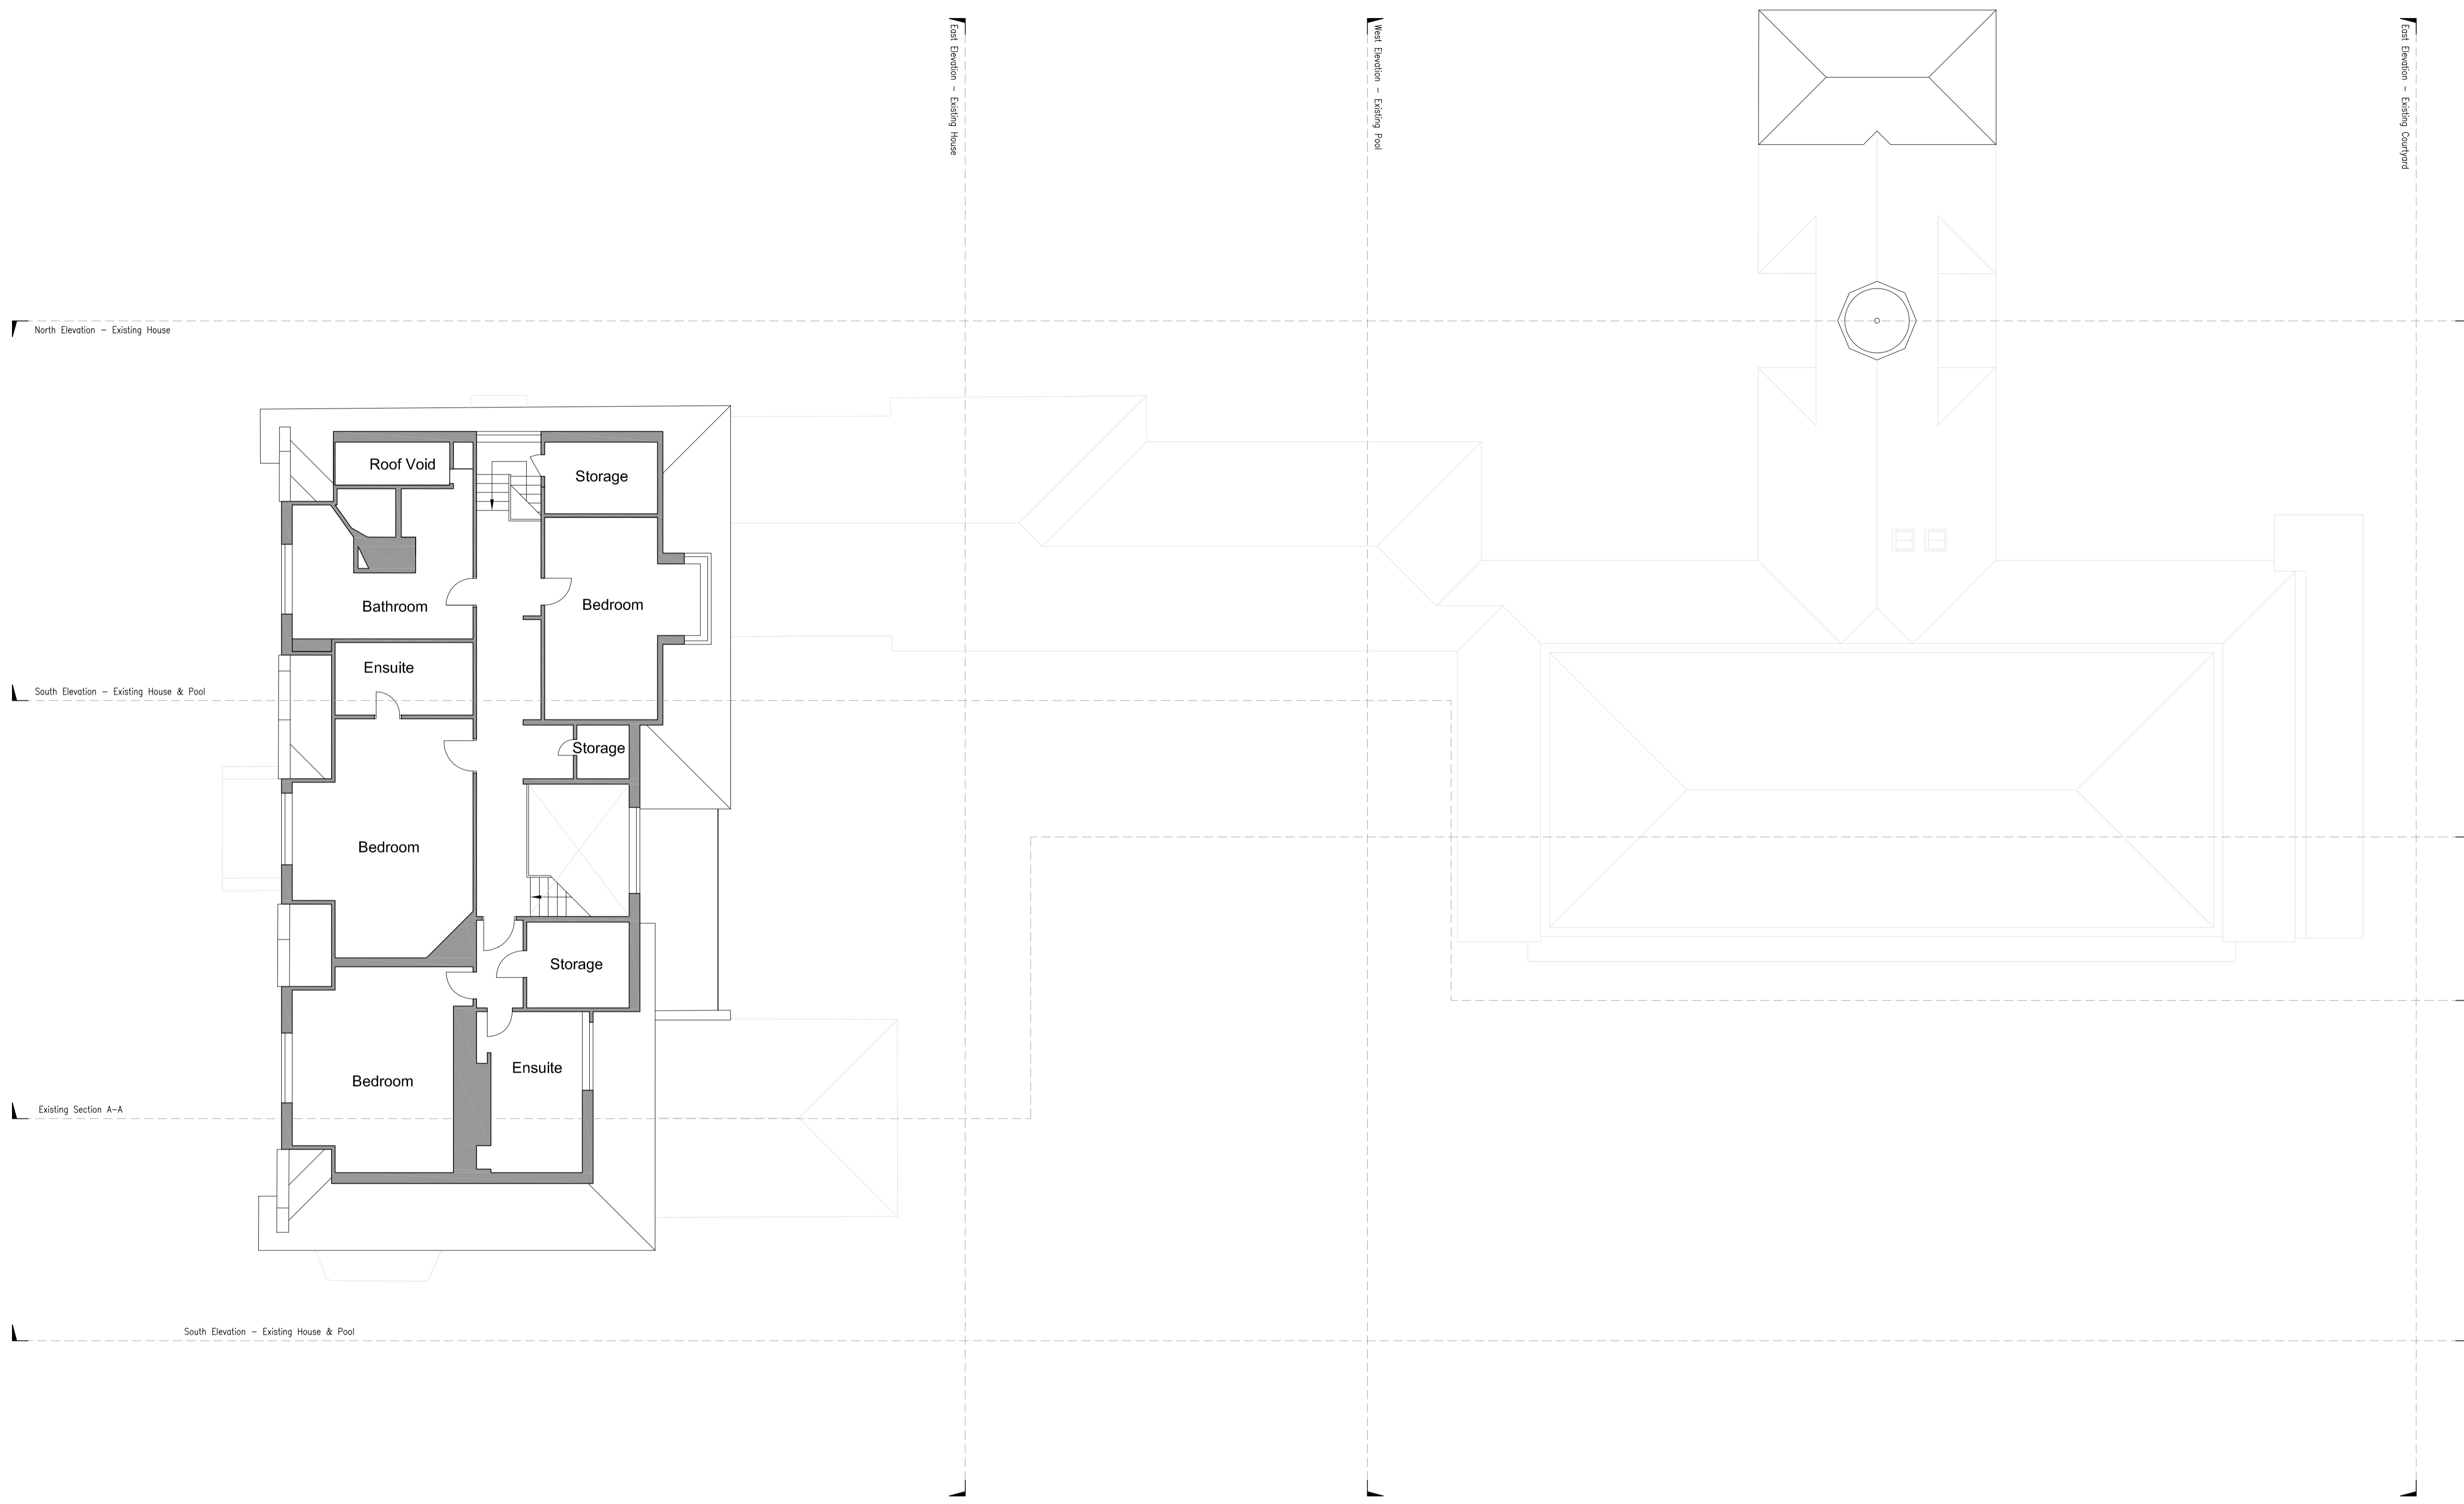 East Elevation - Existing House
West Elevation - Existing Pool
East Elevation - Existing Courtyard
North Elevation - Existing House
Roof Void
Storage
Bathroom
Bedroom
Ensuite
South Elevation - Existing House & Pool
Storage
Bedroom
Storage
Ensuite
Bedroom
Existing Section A-A
South Elevation - Existing House & Pool